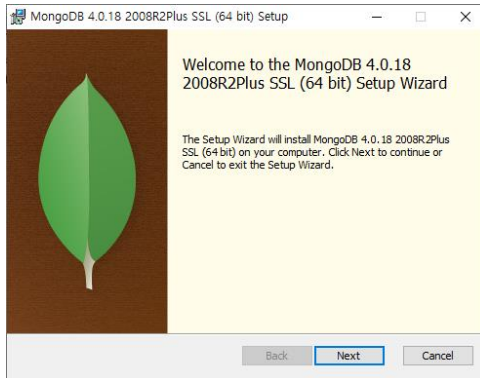 MongoDB 4.0.18 2008R2Plus SSL (64 bit) Setup
Welcome to the MongoDB 4.0.18
2008R2Plus SSL (64 bit) Setup Wizard
The Setup Wizard will install MongoDB 4.0.18 2008R2Plus
SSL (64 bit) on your computer. Click Next to continue or
Cancel to exit the Setup Wizard.
Back Next Cancel